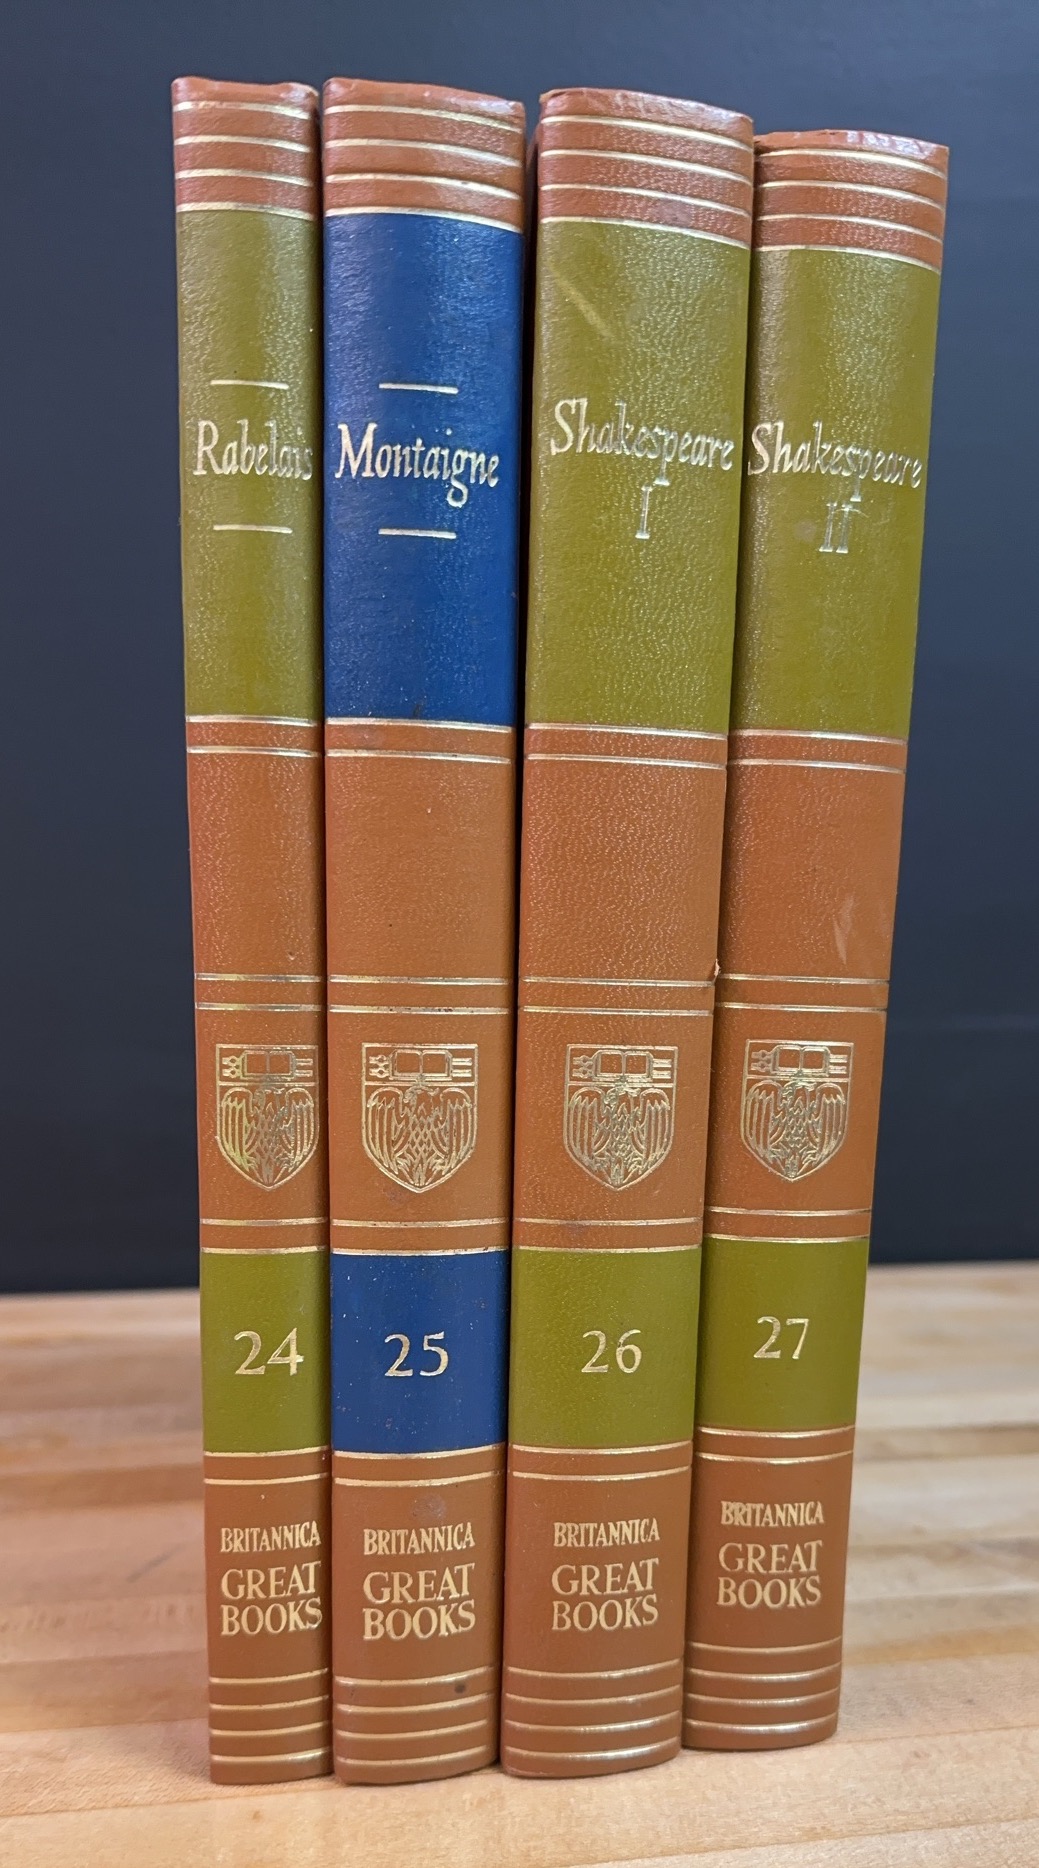 Rabelais
24
BRITANNICA
GREAT
BOOKS
Montaigne
25
BRITANNICA
GREAT
BOOKS
Shakespeare
I
26
BRITANNICA
GREAT
BOOKS
Shakespeare
II
27
BRITANNICA
GREAT
BOOKS